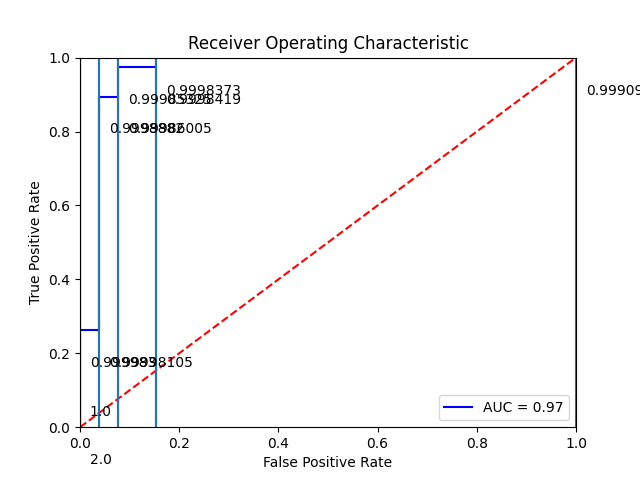 Receiver Operating Characteristic
1.0
0.8
0.6
0.4
0.2
0.0
True Positive Rate
0.9998373
0.99909
1.0
2.0
AUC = 0.97
0.0 0.2 0.4 0.6 0.8 1.0
False Positive Rate